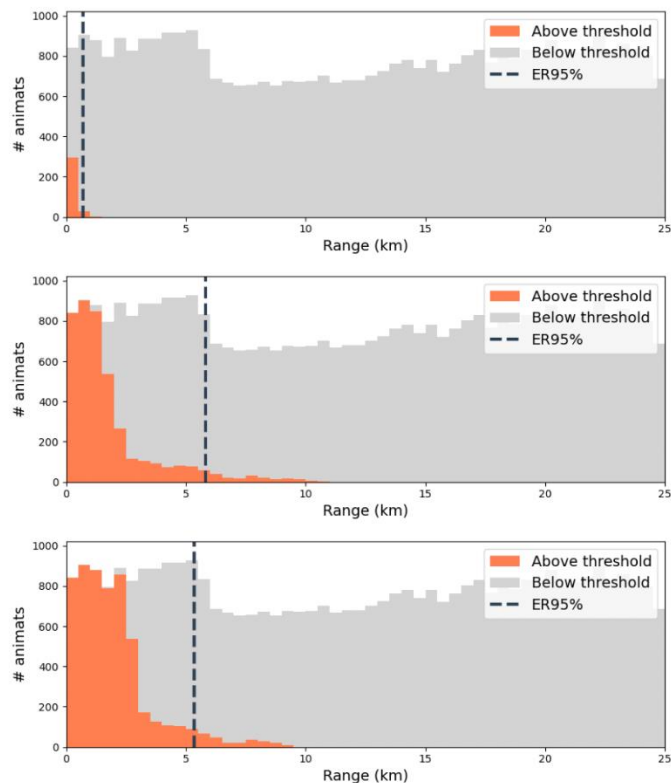 1000
800
600
400
200
0
# animats
Above threshold
Below threshold
ER95%
0 5 10 15 20 25
Range (km)
1000
800
600
400
200
0
# animats
Above threshold
Below threshold
ER95%
0 5 10 15 20 25
Range (km)
1000
800
600
400
200
0
# animats
Above threshold
Below threshold
ER95%
0 5 10 15 20 25
Range (km)